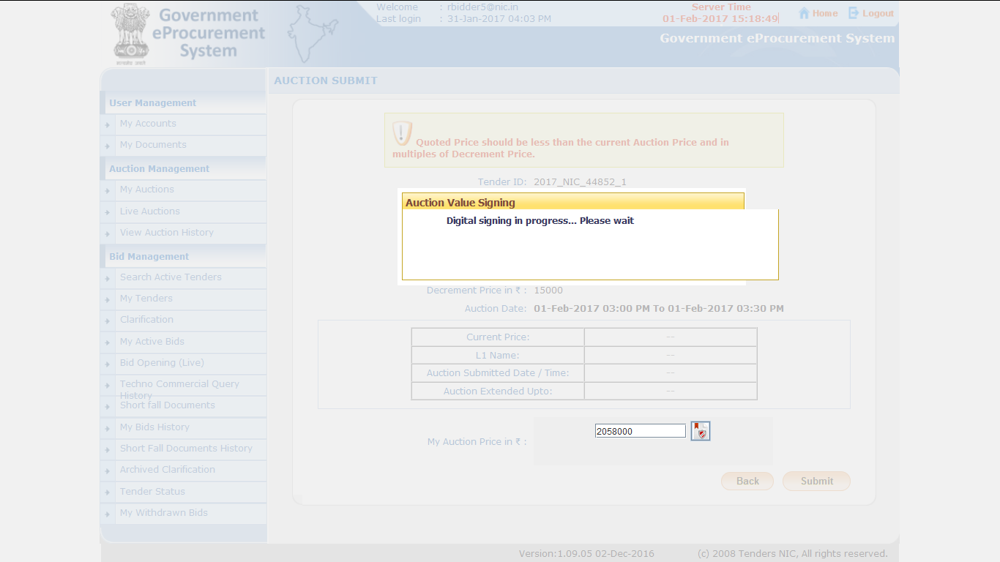 Government
eProcurement
System
Welcome : rbidder5@nic.in
Last login : 31-Jan-2017 04:03 PM
Server Time
01-Feb-2017 15:18:49
Home
Logout
Government eProcurement System
User Management
My Accounts
My Documents
Auction Management
My Auctions
Live Auctions
View Auction History
Bid Management
Search Active Tenders
My Tenders
Clarification
My Active Bids
Bid Opening (Live)
Techno Commercial Query
History
Short fall Documents
My Bids History
Short Fall Documents History
Archived Clarification
Tender Status
My Withdrawn Bids
AUCTION SUBMIT
Quoted Price should be less than the current Auction Price and in
multiples of Decrement Price.
Tender ID: 2017_NIC_44852_1
Auction Value Signing
Digital signing in progress... Please wait
Decrement Price in ₹ : 15000
Auction Date: 01-Feb-2017 03:00 PM To 01-Feb-2017 03:30 PM
Current Price: --
L1 Name: --
Auction Submitted Date / Time: --
Auction Extended Upto: --
My Auction Price in ₹ : 2058000
Back
Submit
Version:1.09.05 02-Dec-2016
(c) 2008 Tenders NIC, All rights reserved.